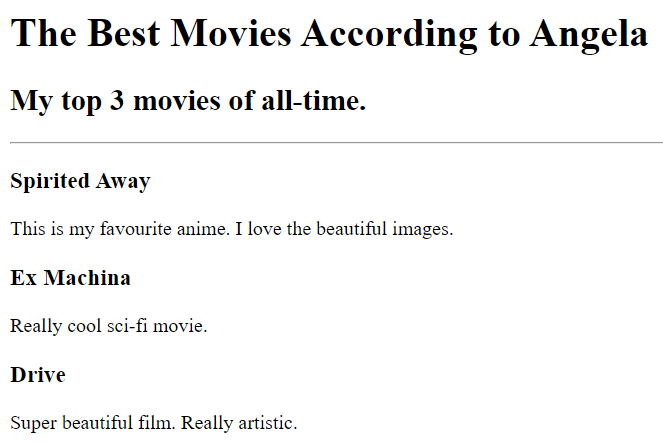 The Best Movies According to Angela
My top 3 movies of all-time.
Spirited Away
This is my favourite anime. I love the beautiful images.
Ex Machina
Really cool sci-fi movie.
Drive
Super beautiful film. Really artistic.